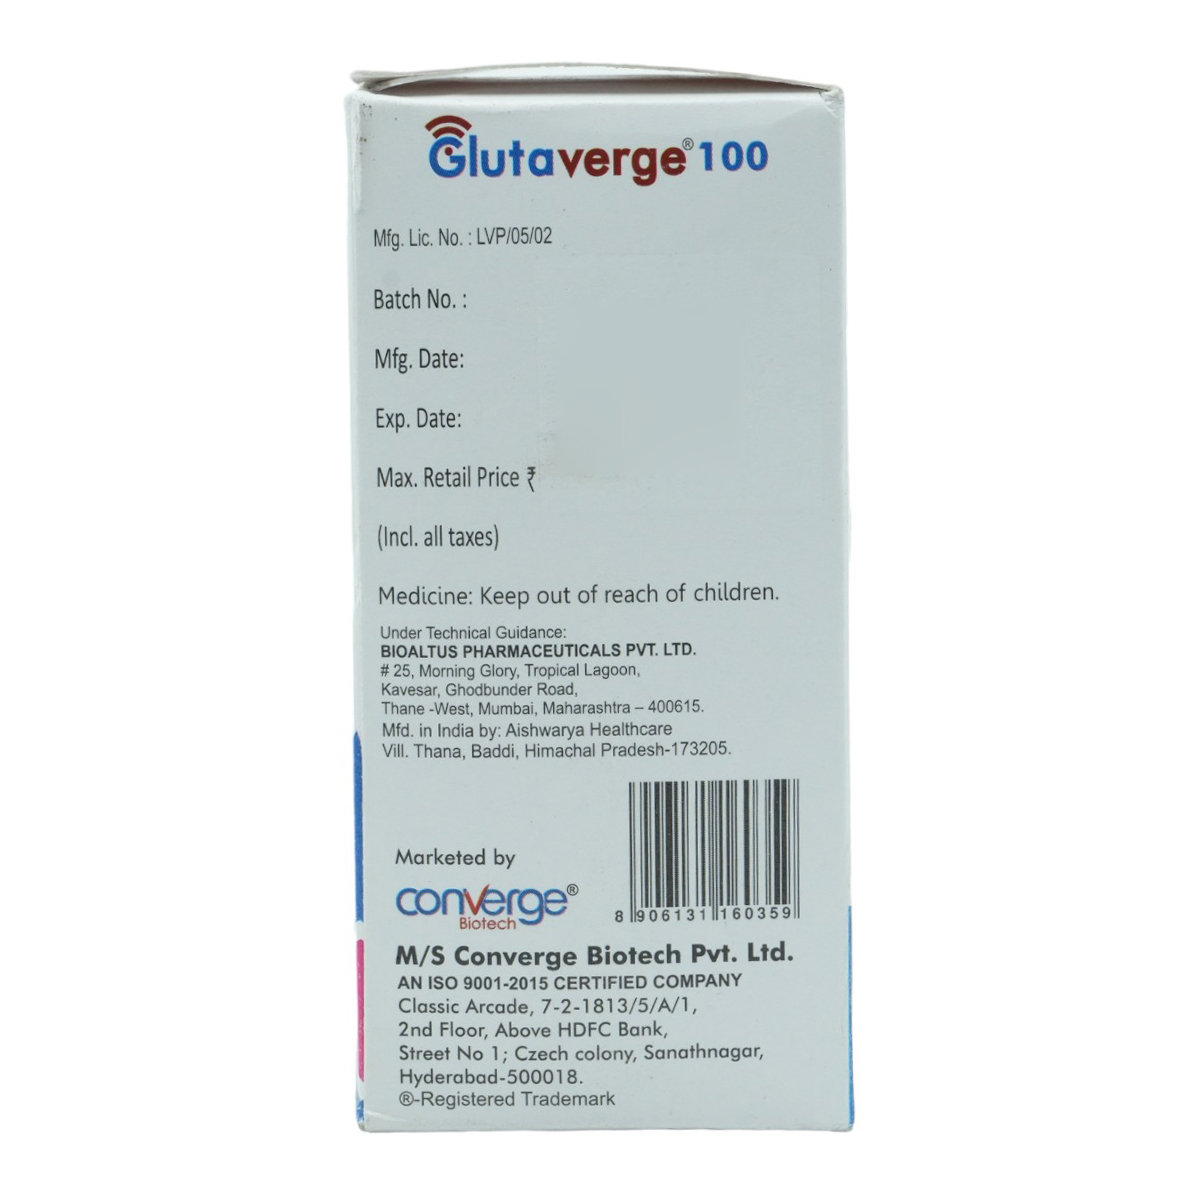 Glutaverge® 100
Mfg. Lic. No. : LVP/05/02
Batch No. :
Mfg. Date:
Exp. Date:
Max. Retail Price ₹
(Incl. all taxes)
Medicine: Keep out of reach of children.
Under Technical Guidance:
BIOALTUS PHARMACEUTICALS PVT. LTD.
# 25, Morning Glory, Tropical Lagoon,
Kavesar, Ghodbunder Road,
Thane -West, Mumbai, Maharashtra – 400615.
Mfd. in India by: Aishwarya Healthcare
Vill. Thana, Baddi, Himachal Pradesh-173205.
Marketed by
converge®
Biotech
8 906131 160359
M/S Converge Biotech Pvt. Ltd.
AN ISO 9001-2015 CERTIFIED COMPANY
Classic Arcade, 7-2-1813/5/A/1,
2nd Floor, Above HDFC Bank,
Street No 1; Czech colony, Sanathnagar,
Hyderabad-500018.
®-Registered Trademark